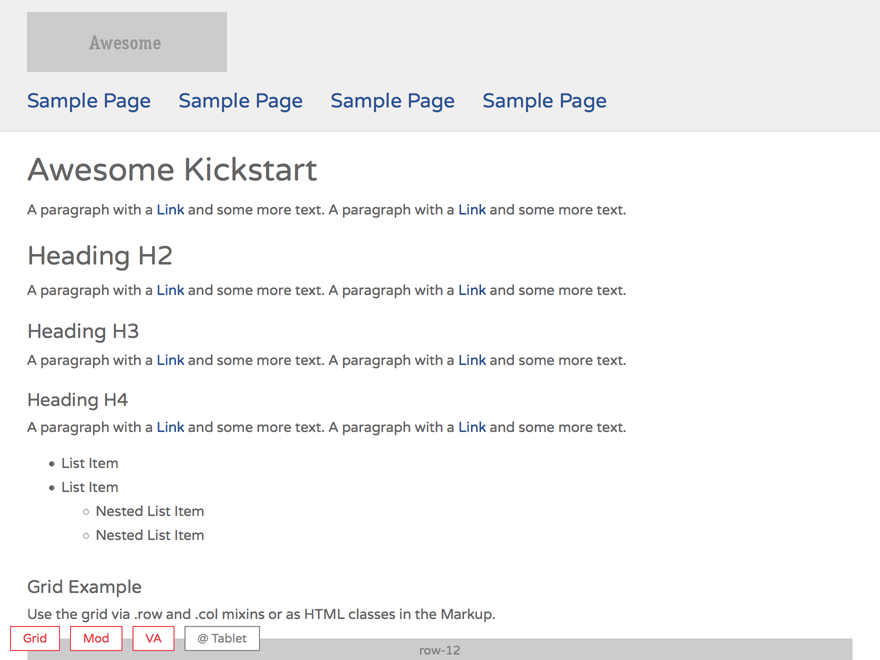 Awesome
Sample Page Sample Page Sample Page Sample Page
Awesome Kickstart
A paragraph with a Link and some more text. A paragraph with a Link and some more text.
Heading H2
A paragraph with a Link and some more text. A paragraph with a Link and some more text.
Heading H3
A paragraph with a Link and some more text. A paragraph with a Link and some more text.
Heading H4
A paragraph with a Link and some more text. A paragraph with a Link and some more text.
List Item
List Item
Nested List Item
Nested List Item
Grid Example
Use the grid via .row and .col mixins or as HTML classes in the Markup.
Grid Mod VA @ Tablet
row-12